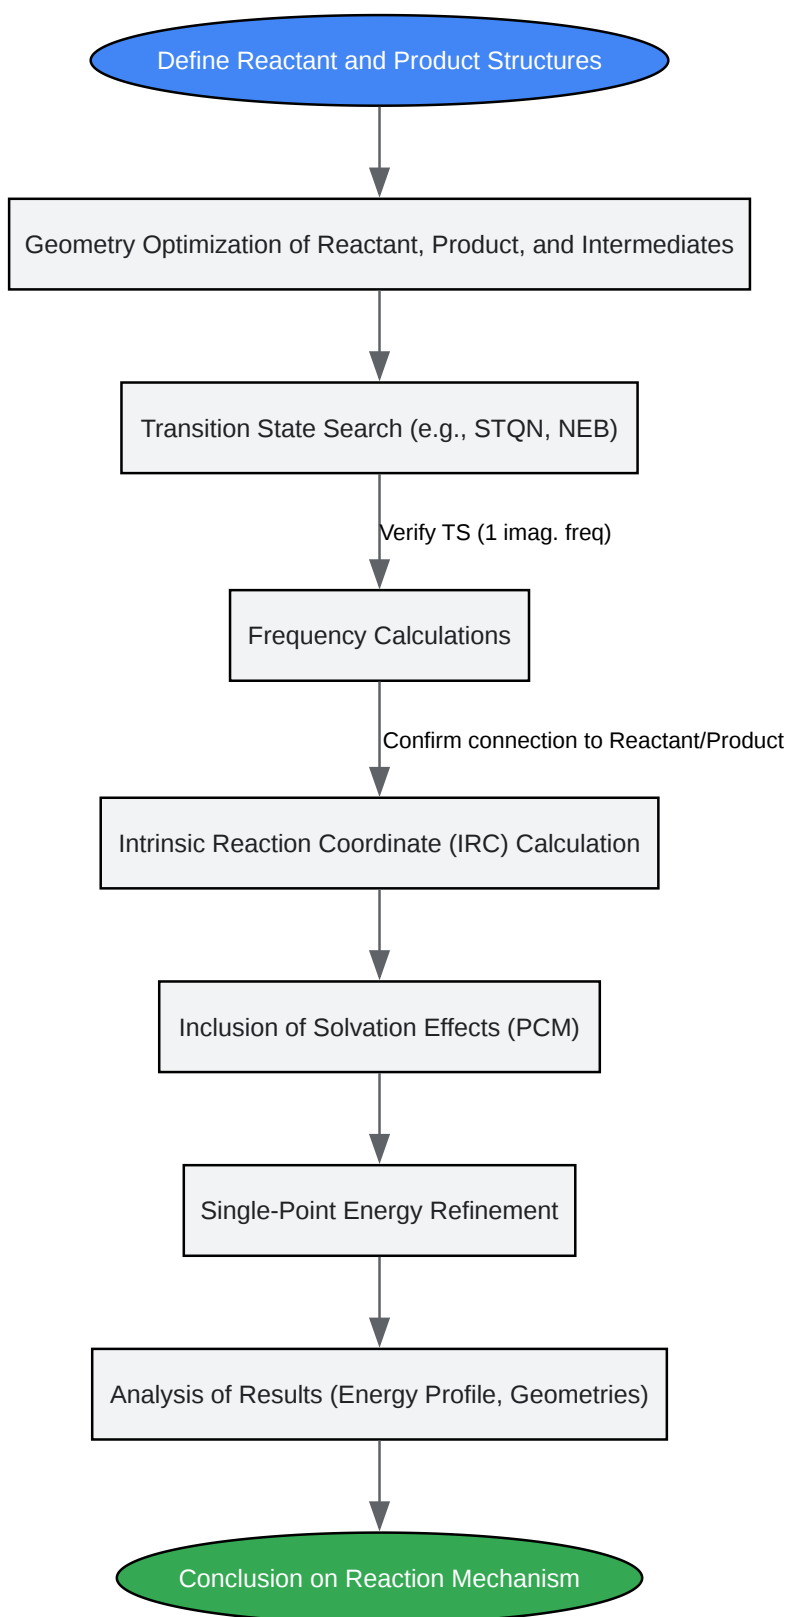 Define Reactant and Product Structures
Geometry Optimization of Reactant, Product, and Intermediates
Transition State Search (e.g., STQN, NEB)
Verify TS (1 imag. freq)
Frequency Calculations
Confirm connection to Reactant/Product
Intrinsic Reaction Coordinate (IRC) Calculation
Inclusion of Solvation Effects (PCM)
Single-Point Energy Refinement
Analysis of Results (Energy Profile, Geometries)
Conclusion on Reaction Mechanism